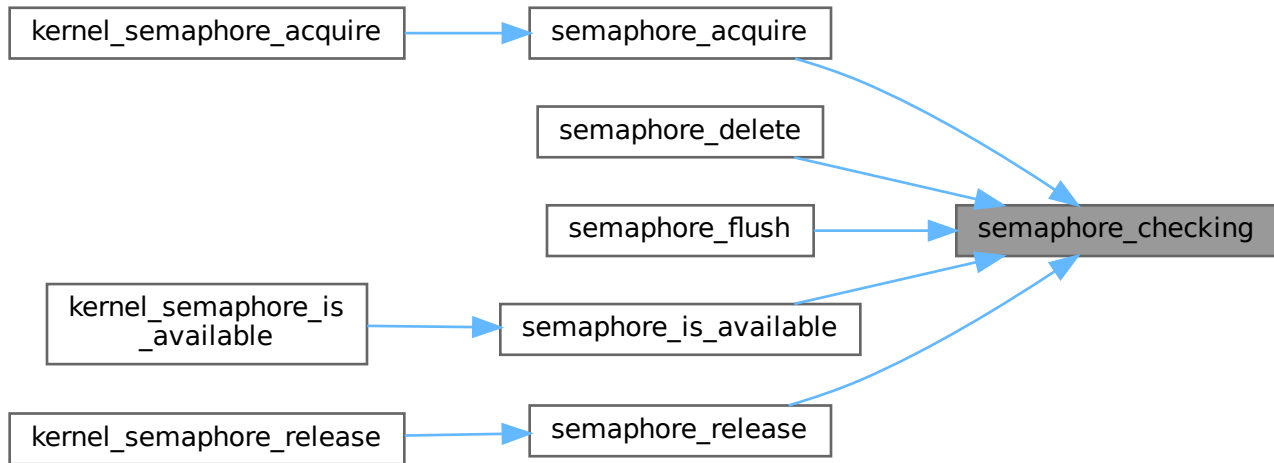 kernel_semaphore_acquire
semaphore_acquire
semaphore_delete
semaphore_flush
semaphore_checking
kernel_semaphore_is
_available
semaphore_is_available
kernel_semaphore_release
semaphore_release